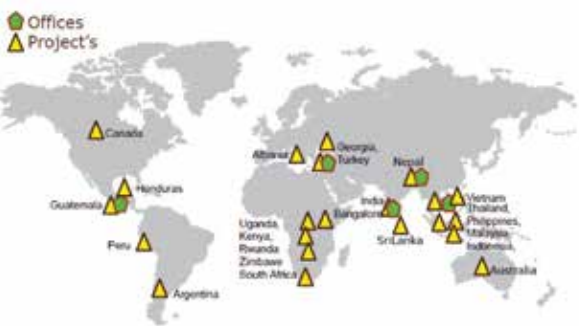 Offices
Project's
Canada
Honduras
Guatemala
Peru
Argentina
Albania
Georgia,
Turkey
Nepal
India
Bangalore
SriLanka
Uganda,
Kenya,
Rwanda
Zimbawe
South Africa
Vietnam
Thailand,
Philippines,
Malaysia
Indonesia,
Australia